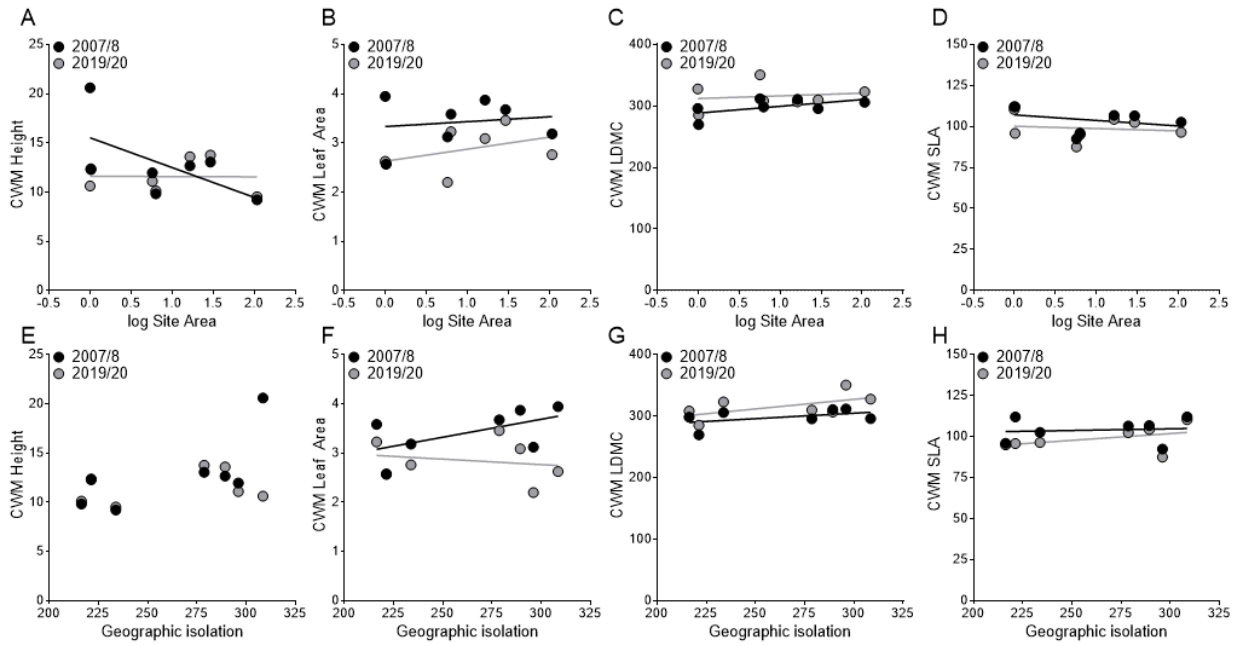 A
2007/8
2019/20
25
20
15
10
5
0
CWM Height
-0.5 0.0 0.5 1.0 1.5 2.0 2.5
log Site Area
B
2007/8
2019/20
5
4
3
2
1
0
CWM Leaf Area
-0.5 0.0 0.5 1.0 1.5 2.0 2.5
log Site Area
C
2007/8
2019/20
400
300
200
100
0
CWM LDMC
-0.5 0.0 0.5 1.0 1.5 2.0 2.5
log Site Area
D
2007/8
2019/20
150
125
100
75
50
25
0
CWM SLA
-0.5 0.0 0.5 1.0 1.5 2.0 2.5
log Site Area
E
2007/8
2019/20
25
20
15
10
5
0
CWM Height
200 225 250 275 300 325
Geographic isolation
F
2007/8
2019/20
5
4
3
2
1
0
CWM Leaf Area
200 225 250 275 300 325
Geographic isolation
G
2007/8
2019/20
400
300
200
100
0
CWM LDMC
200 225 250 275 300 325
Geographic isolation
H
2007/8
2019/20
150
125
100
75
50
25
0
CWM SLA
200 225 250 275 300 325
Geographic isolation